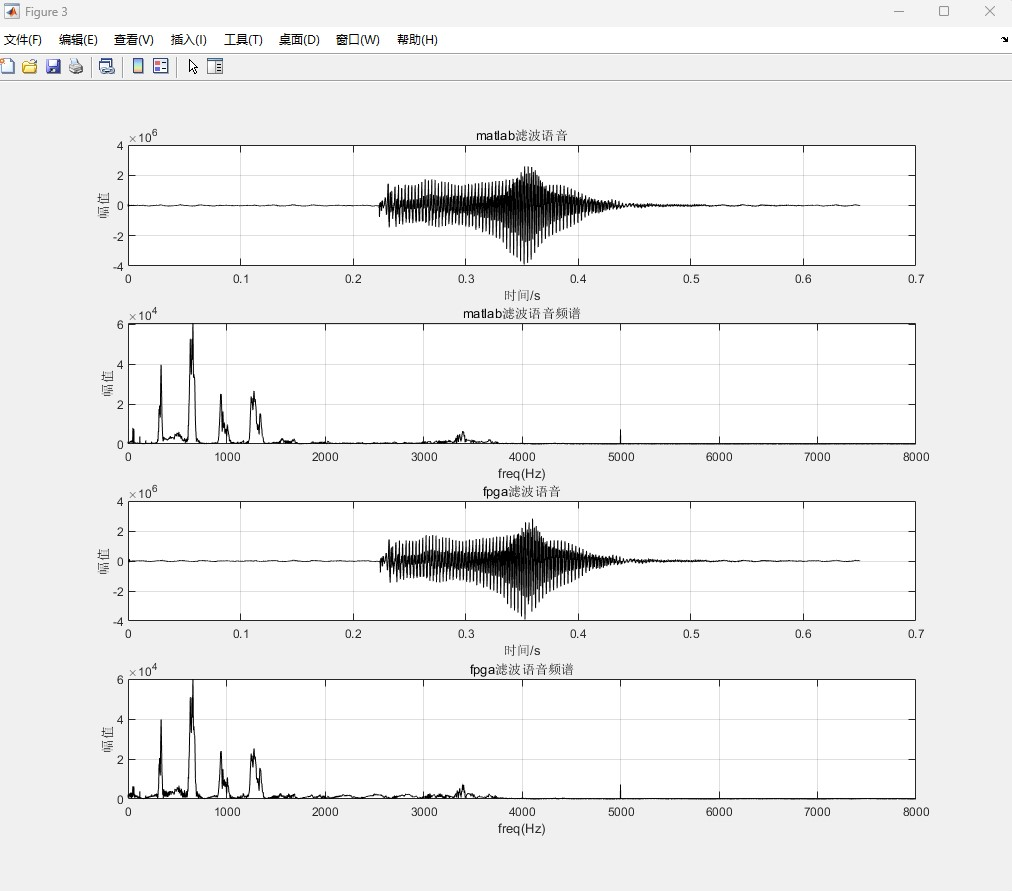 Figure 3
文件(F) 编辑(E) 查看(V) 插入(I) 工具(T) 桌面(D) 窗口(W) 帮助(H)
matlab滤波语音
×10^6
幅值
4
2
0
-2
-4
0 0.1 0.2 0.3 0.4 0.5 0.6 0.7
时间/s
matlab滤波语音频谱
×10^4
幅值
6
4
2
0
0 1000 2000 3000 4000 5000 6000 7000 8000
freq(Hz)
fpga滤波语音
×10^6
幅值
4
2
0
-2
-4
0 0.1 0.2 0.3 0.4 0.5 0.6 0.7
时间/s
fpga滤波语音频谱
×10^4
幅值
6
4
2
0
0 1000 2000 3000 4000 5000 6000 7000 8000
freq(Hz)